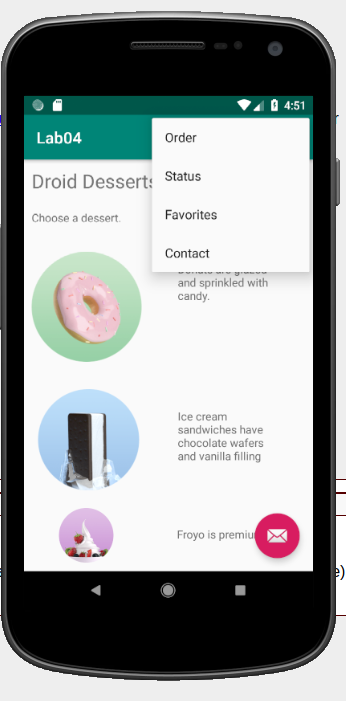 4:51
Lab04
Order
Status
Favorites
Contact
Droid Desserts
Choose a dessert.
Donuts are glazed
and sprinkled with
candy.
Ice cream
sandwiches have
chocolate wafers
and vanilla filling
Froyo is premiu
e)